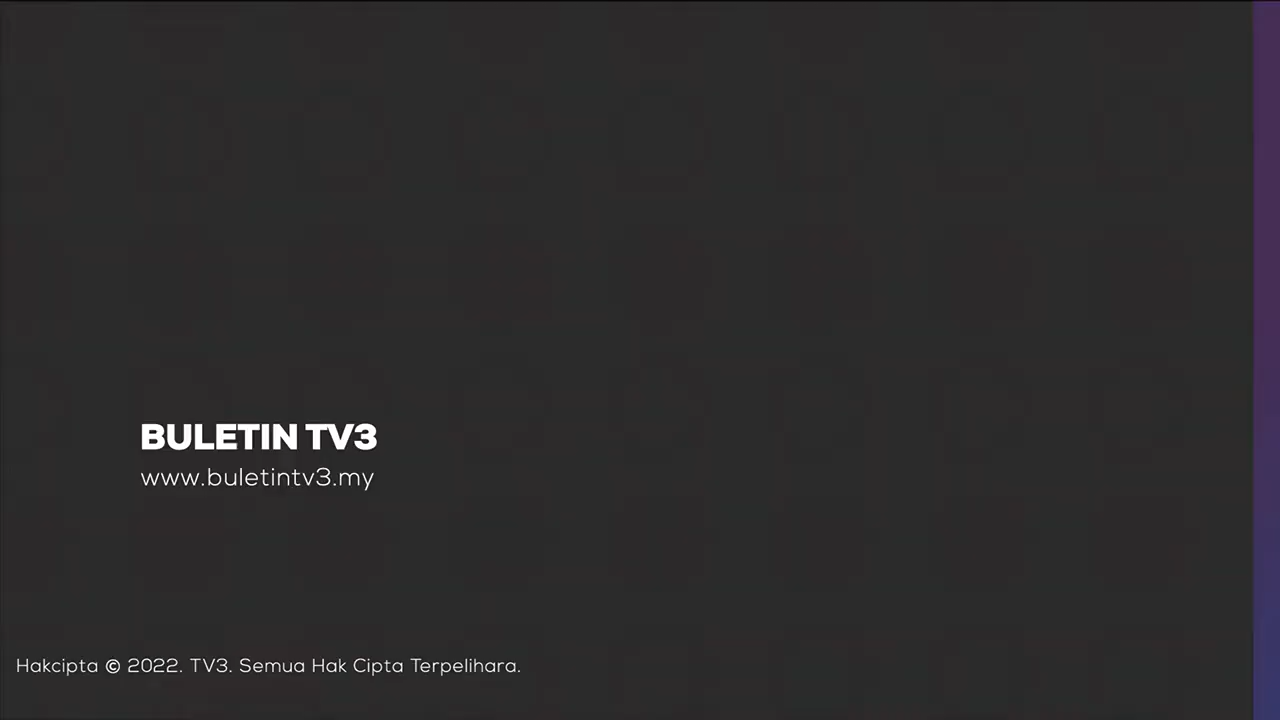 BULETIN TV3
www.buletintv3.my
Hakcipta © 2022. TV3. Semua Hak Cipta Terpelihara.